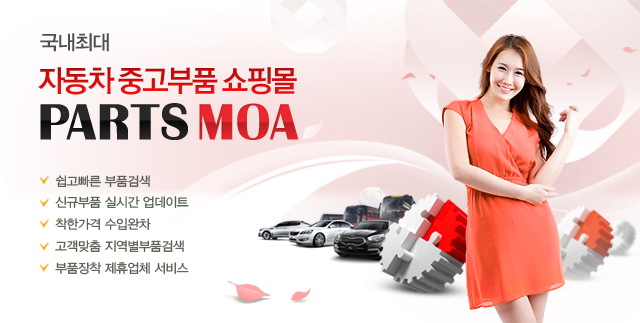 국내최대
자동차 중고부품 쇼핑몰
PARTS MOA
쉽고빠른 부품검색
신규부품 실시간 업데이트
착한가격 수입완차
고객맞춤 지역별부품검색
부품장착 제휴업체 서비스